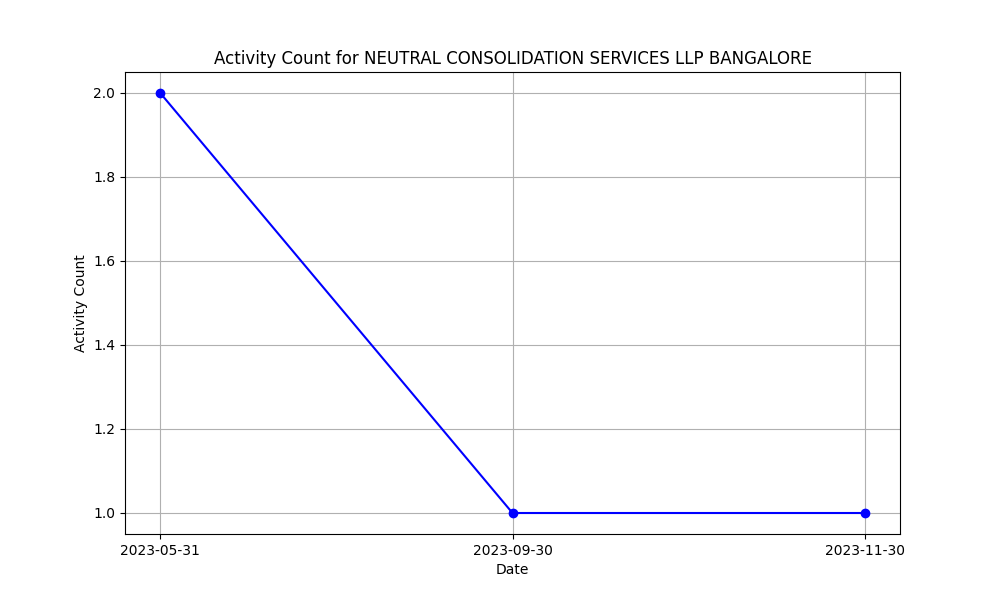 Activity Count for NEUTRAL CONSOLIDATION SERVICES LLP BANGALORE
Activity Count
2.0
1.8
1.6
1.4
1.2
1.0
2023-05-31 2023-09-30 2023-11-30
Date